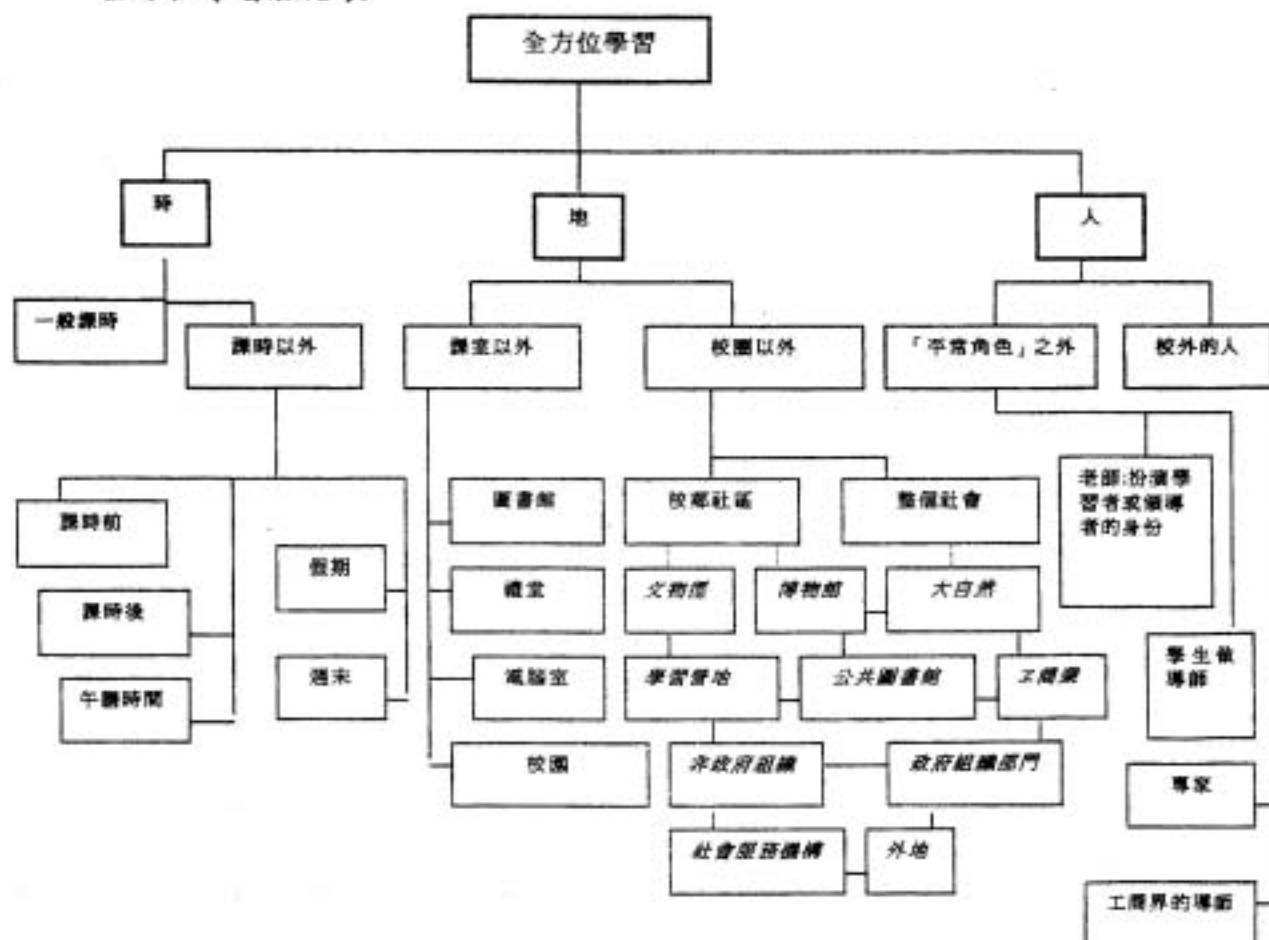 全方位學習
時
地
人
一般課時
課時以外
課室以外
校園以外
「平常角色」之外
校外的人
課時前
課時後
午膳時間
假期
週末
圖書館
禮堂
電腦室
校園
校鄰社區
整個社會
文物徑
博物館
大自然
學習營地
公共圖書館
工商業
非政府組織
政府組織部門
社會服務機構
外地
老師:扮演學
習者或領導
者的身份
學生做
導師
專家
工商界的導師